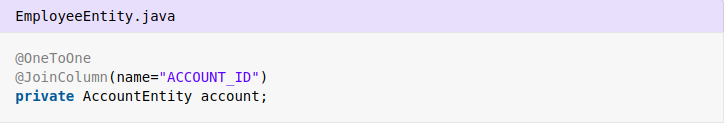 EmployeeEntity.java
@OneToOne
@JoinColumn(name="ACCOUNT_ID")
private AccountEntity account;